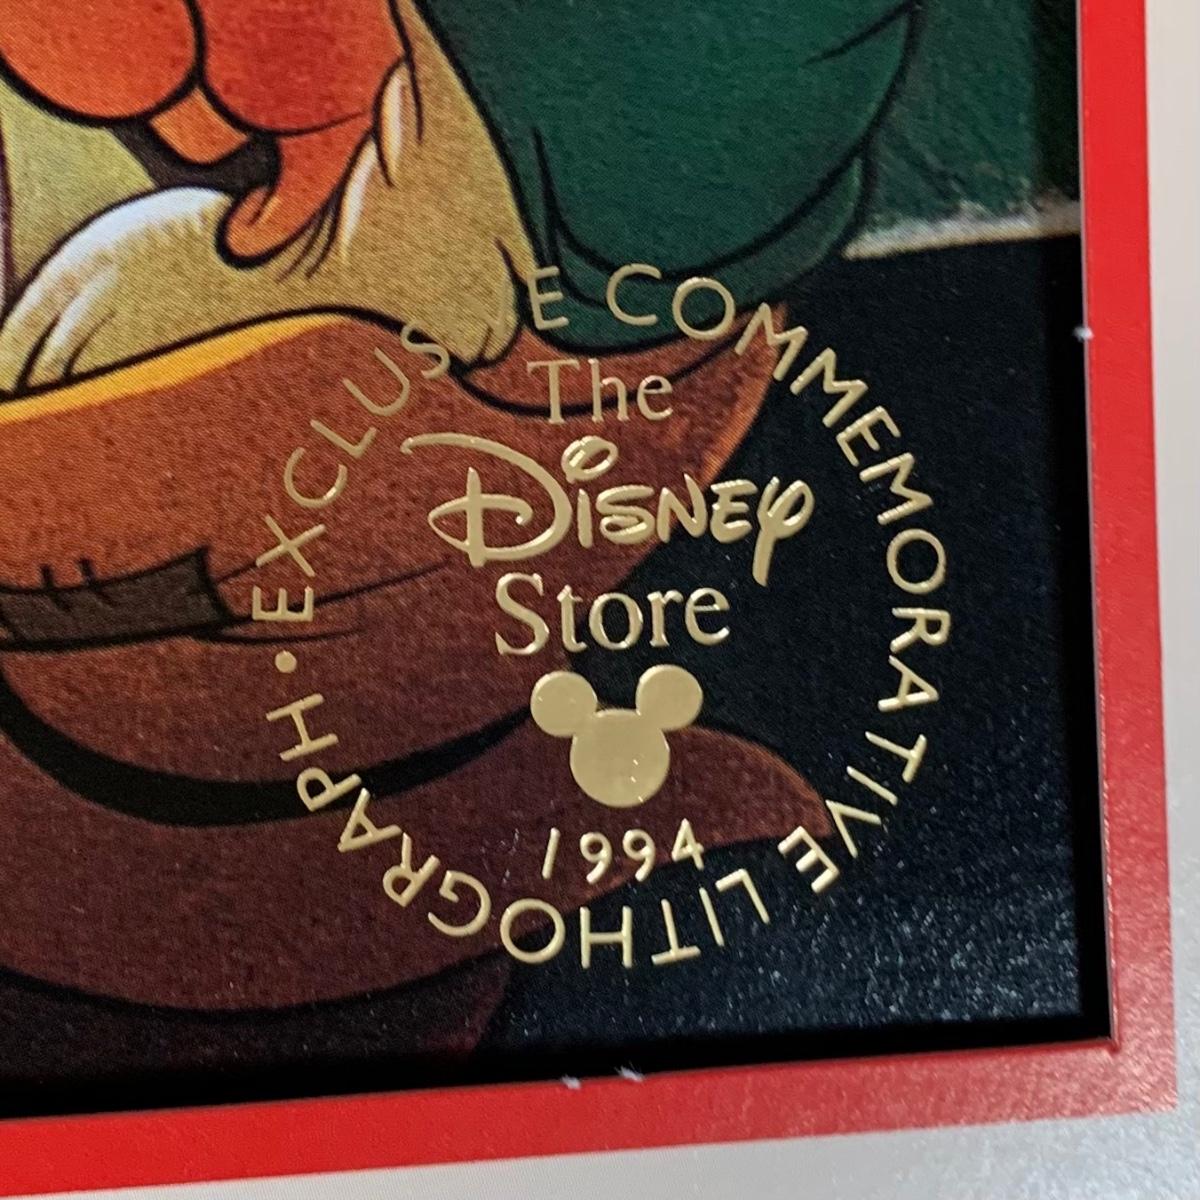 · EXCLUSIVE COMMEMORATIVE LITHOGRAPH
The
Disney
Store
1994